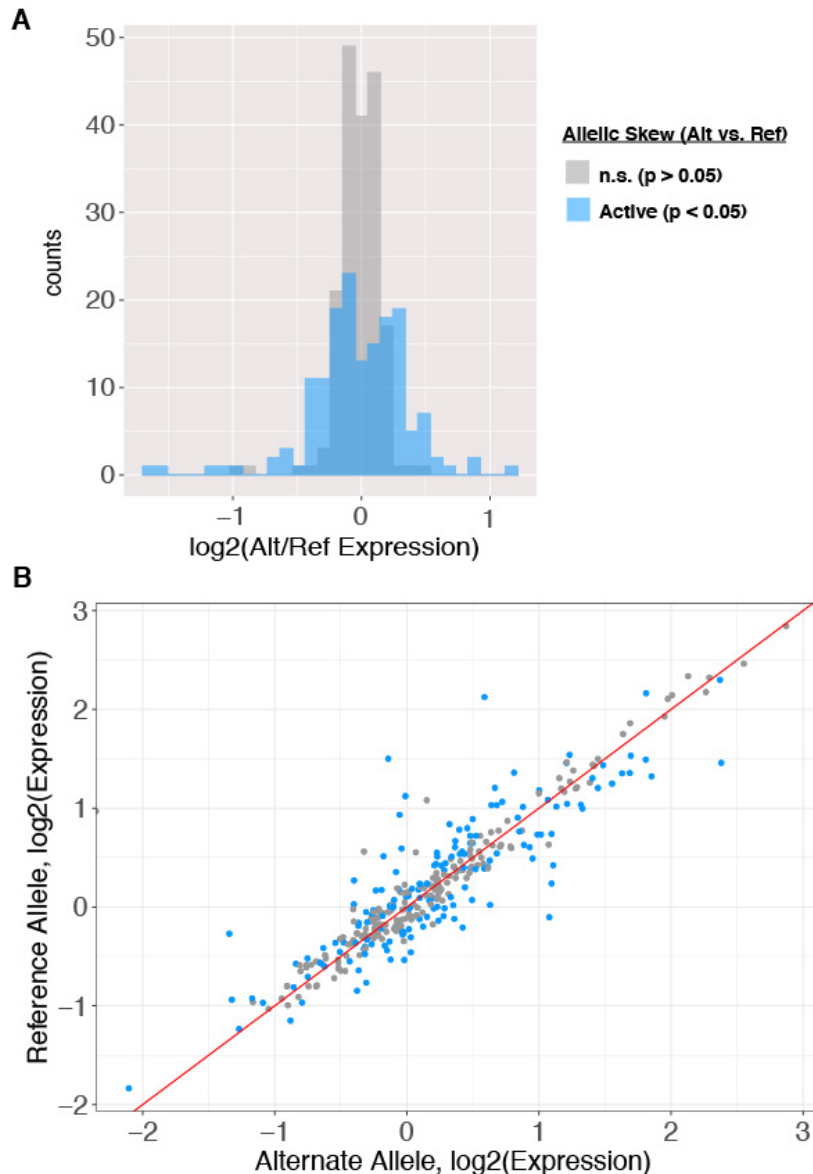 A
50
40
30
20
10
0
counts
−1
0
1
log2(Alt/Ref Expression)
Allelic Skew (Alt vs. Ref)
n.s. (p > 0.05)
Active (p < 0.05)
B
3
2
1
0
−1
−2
Reference Allele, log2(Expression)
−2
−1
0
1
2
3
Alternate Allele, log2(Expression)